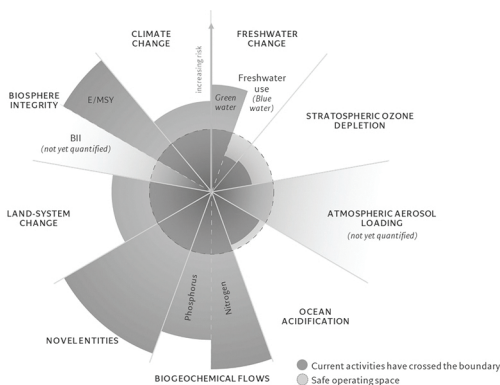 CLIMATE
CHANGE
FRESHWATER
CHANGE
increasing risk
Freshwater
use
(Blue
water)
Green
water
STRATOSPHERIC OZONE
DEPLETION
BIOSPHERE
INTEGRITY
E/MSY
BII
(not yet quantified)
ATMOSPHERIC AEROSOL
LOADING
(not yet quantified)
LAND-SYSTEM
CHANGE
OCEAN
ACIDIFICATION
Phosphorus
Nitrogen
NOVEL ENTITIES
BIOGEOCHEMICAL FLOWS
Current activities have crossed the boundary
Safe operating space